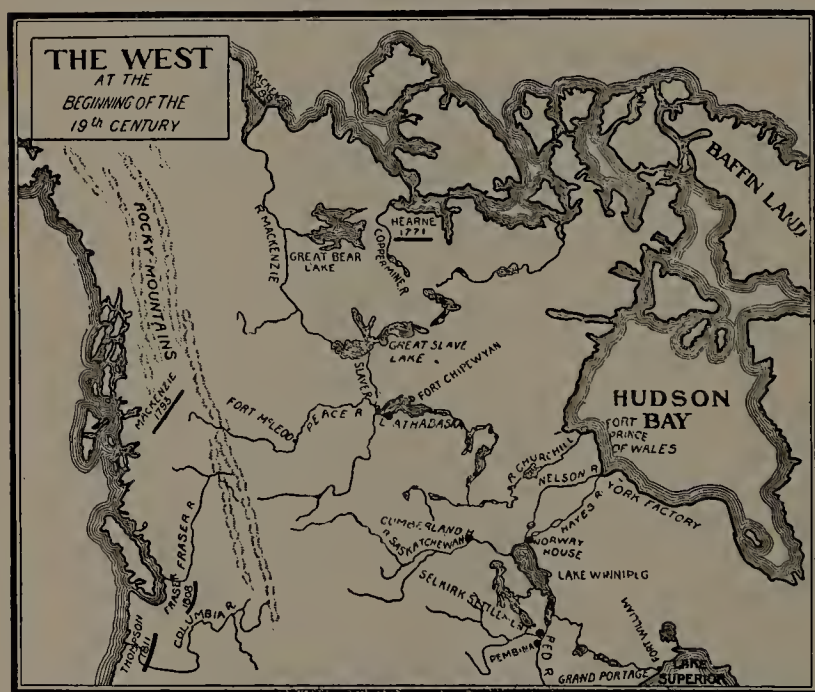 THE WEST
AT THE
BEGINNING OF THE
19th CENTURY
BAFFIN LAND
ROCKY MOUNTAINS
R. MACKENZIE
HEARNE
1771
COPPERMINE R
GREAT BEAR
LAKE
GREAT SLAVE
LAKE
SLAVE R
FORT CHIPEWYAN
MACKENZIE
1793
FORT MCLEOD
PEACE R
L. ATHABASKA
HUDSON
BAY
FORT
PRINCE
OF WALES
R CHURCHILL
NELSON R
HAYES R
YORK FACTORY
CUMBERLAND H
R SASKATCHEWAN
NORWAY
HOUSE
LAKE WINNIPEG
SELKIRK SETTLEMENT
FRASER R
FRASER
1808
COLUMBIA R
THOMPSON
1811
PEMBINA
RED R
GRAND PORTAGE
FORT WILLIAM
LAKE
SUPERIOR